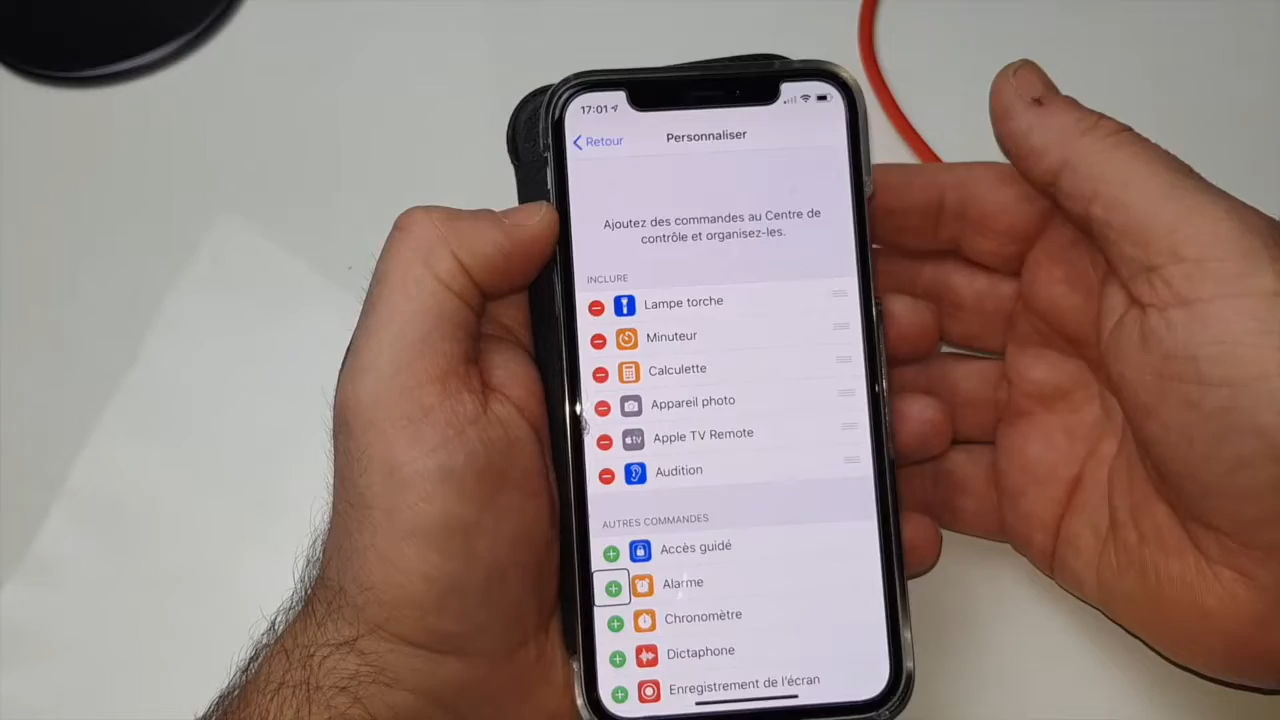 17:01
Retour
Personnaliser
Ajoutez des commandes au Centre de
contrôle et organisez-les.
INCLURE
Lampe torche
Minuteur
Calculette
Appareil photo
tv
Apple TV Remote
Audition
AUTRES COMMANDES
Accès guidé
Alarme
Chronomètre
Dictaphone
Enregistrement de l'écran